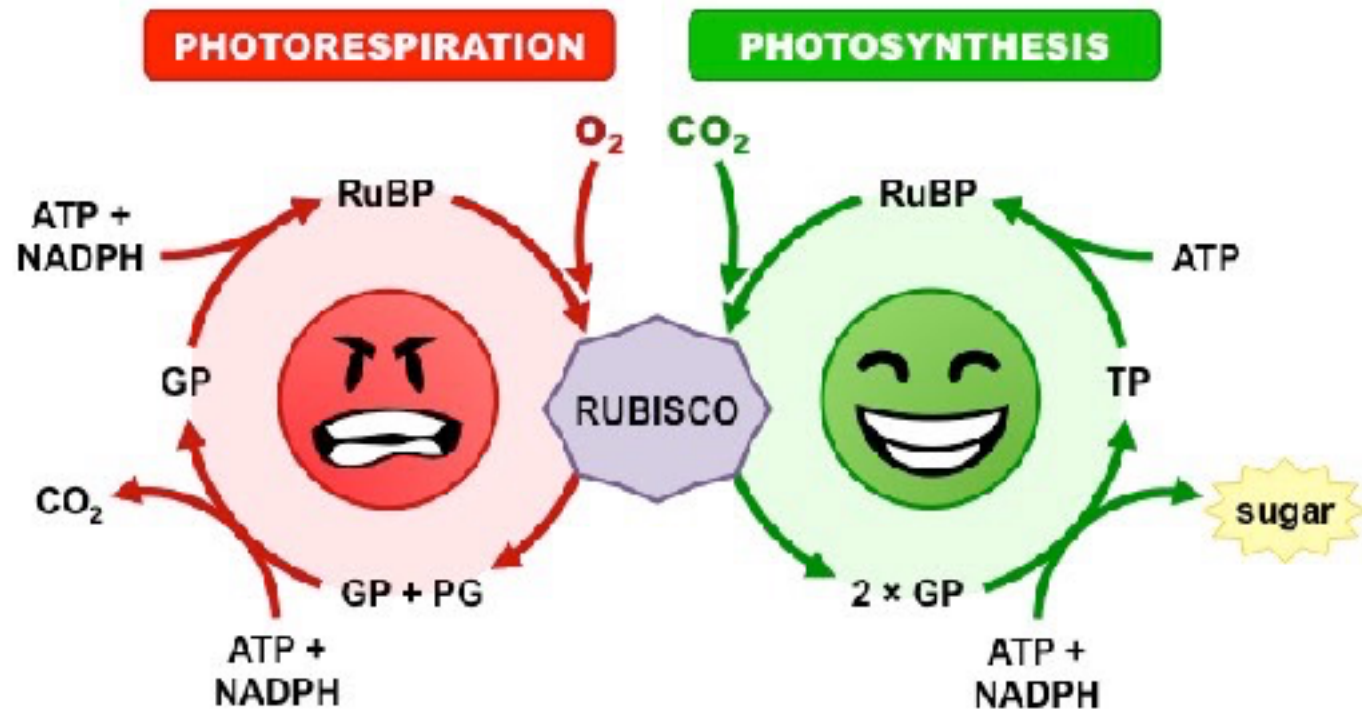 PHOTORESPIRATION
PHOTOSYNTHESIS
O₂
CO₂
RuBP
RuBP
ATP +
NADPH
ATP
GP
RUBISCO
TP
CO₂
sugar
GP + PG
2 × GP
ATP +
NADPH
ATP +
NADPH